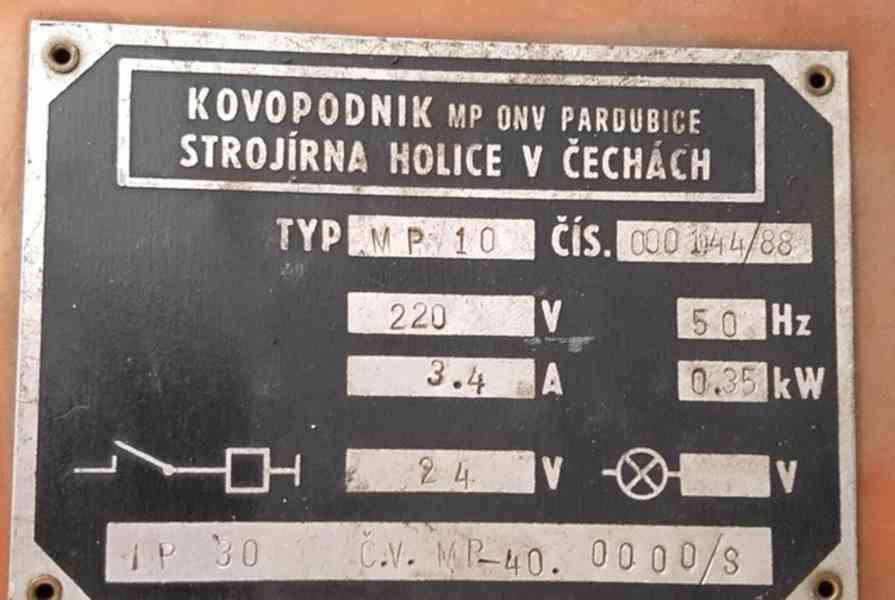 KOVOPODNIK MP ONV PARDUBICE
STROJÍRNA HOLICE V ČECHÁCH
TYP MP 10 ČÍS. 000144/88
220 V 50 Hz
3.4 A 0.35 kW
24 V V
IP 30 Č.V. MP-40. 0000/S